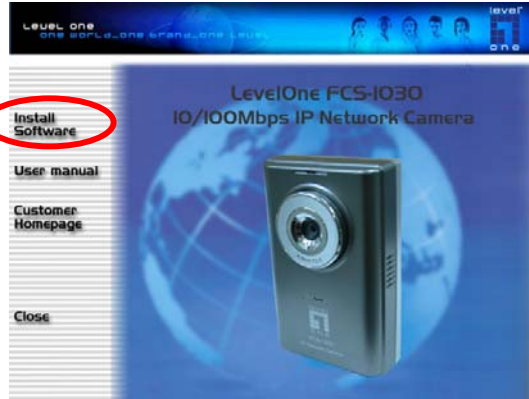 Level one
one world_one brand_one level
level
one
LevelOne FCS-1030
10/100Mbps IP Network Camera
Install
Software
User manual
Customer
Homepage
Close